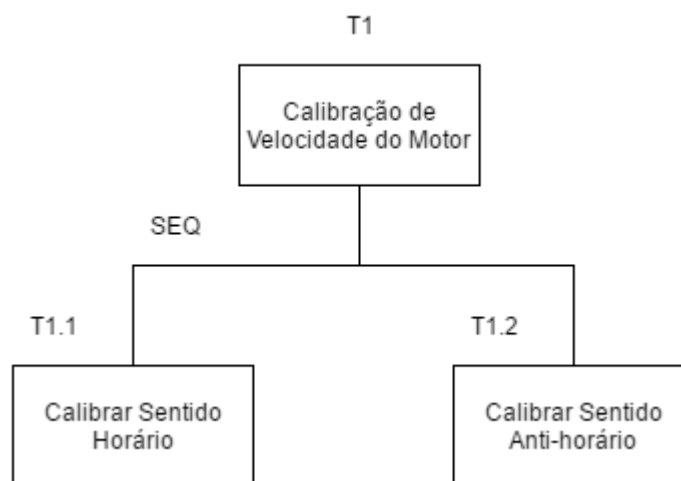 T1
Calibração de
Velocidade do Motor
SEQ
T1.1
T1.2
Calibrar Sentido
Horário
Calibrar Sentido
Anti-horário